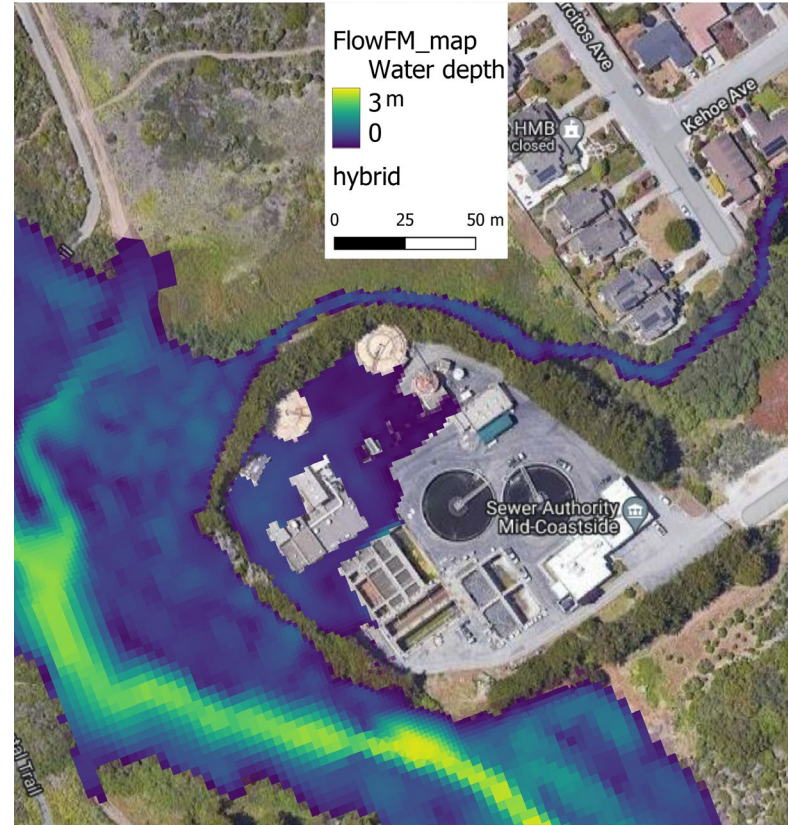 FlowFM_map
Water depth
3 m
0
hybrid
0 25 50 m
Kehoe Ave
HMB
closed
Sewer Authority
Mid-Coastside